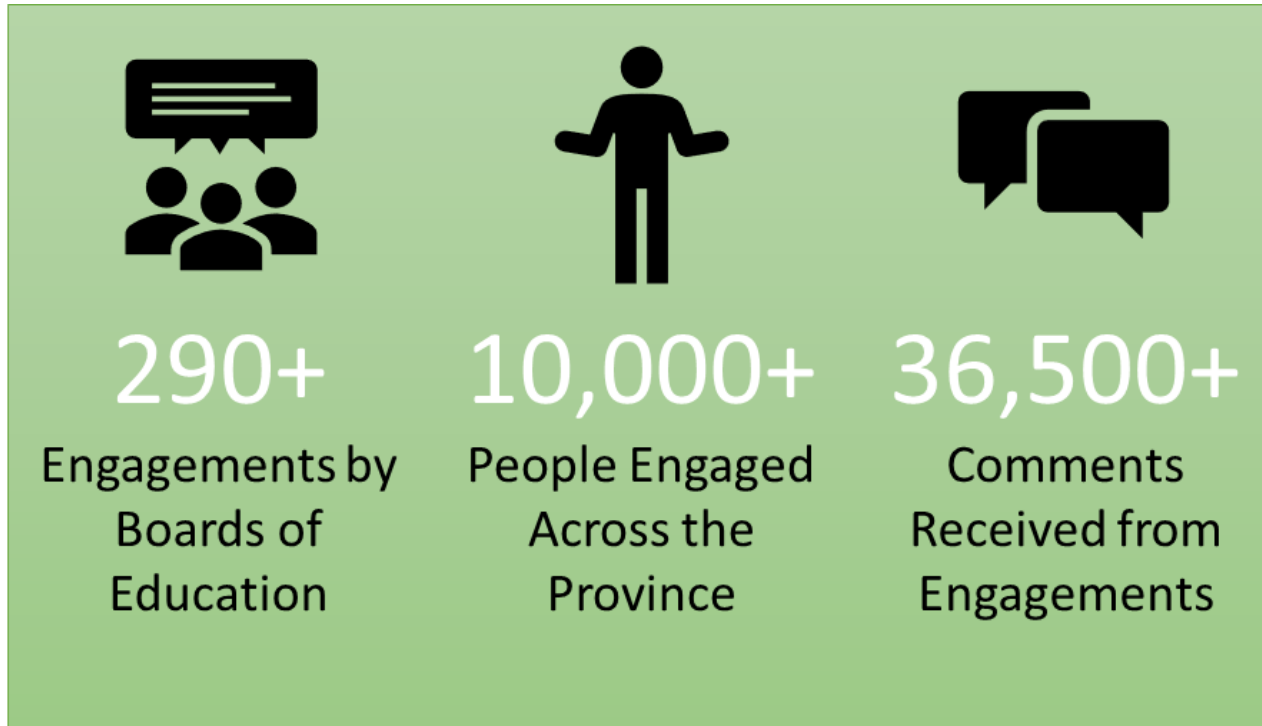 290+
Engagements by
Boards of
Education
10,000+
People Engaged
Across the
Province
36,500+
Comments
Received from
Engagements